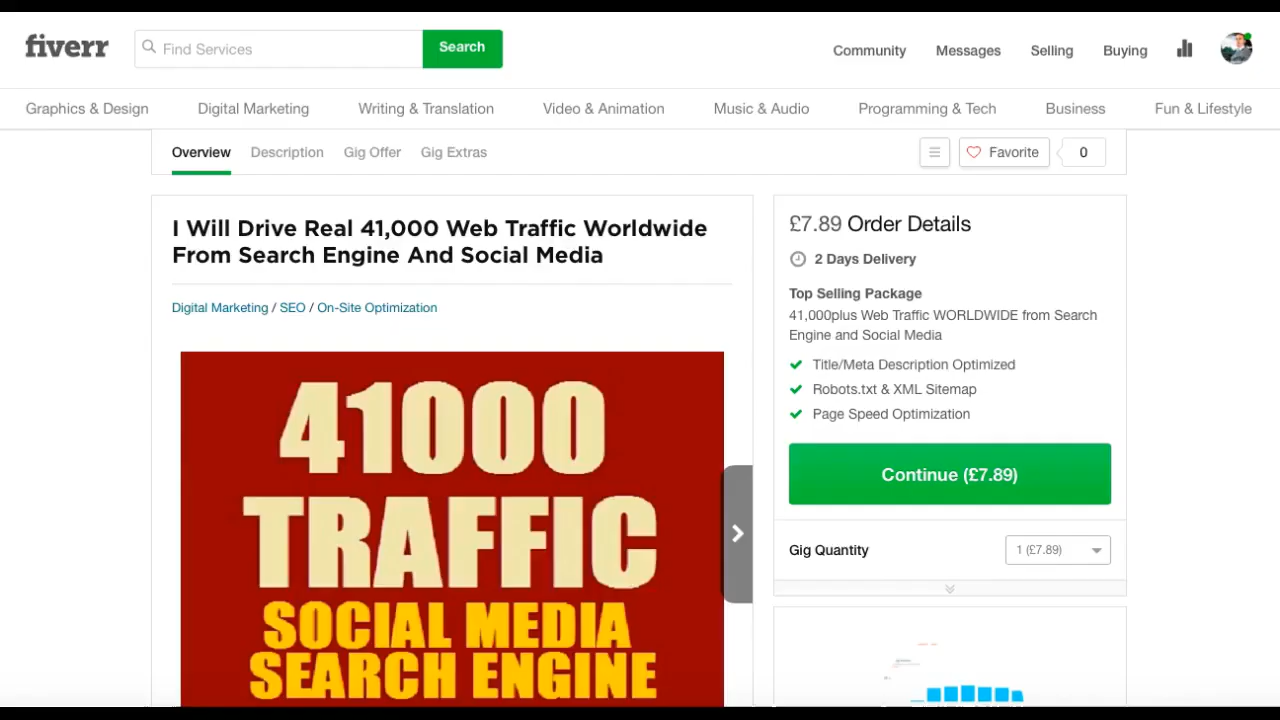 fiverr
Find Services
Search
Community Messages Selling Buying
Graphics & Design Digital Marketing Writing & Translation Video & Animation Music & Audio Programming & Tech Business Fun & Lifestyle
Overview Description Gig Offer Gig Extras
Favorite 0
I Will Drive Real 41,000 Web Traffic Worldwide
From Search Engine And Social Media
Digital Marketing / SEO / On-Site Optimization
41000
TRAFFIC
SOCIAL MEDIA
SEARCH ENGINE
£7.89 Order Details
2 Days Delivery
Top Selling Package
41,000plus Web Traffic WORLDWIDE from Search
Engine and Social Media
Title/Meta Description Optimized
Robots.txt & XML Sitemap
Page Speed Optimization
Continue (£7.89)
Gig Quantity
1 (£7.89)